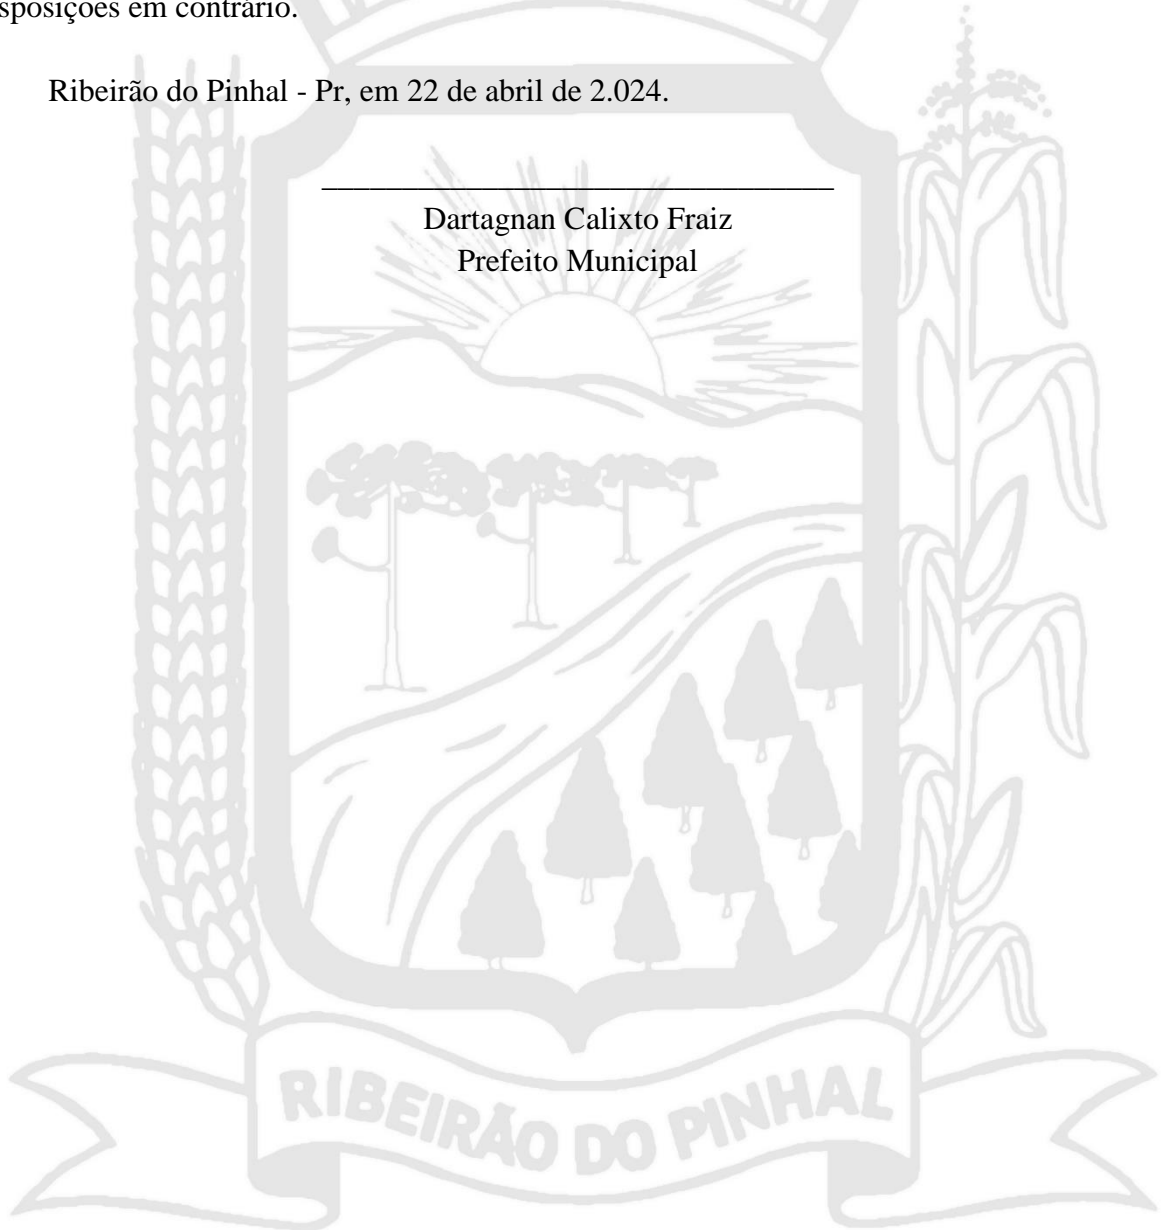 sposições em contrário.
Ribeirão do Pinhal - Pr, em 22 de abril de 2.024.
Dartagnan Calixto Fraiz
Prefeito Municipal
RIBEIRÃO DO PINHAL